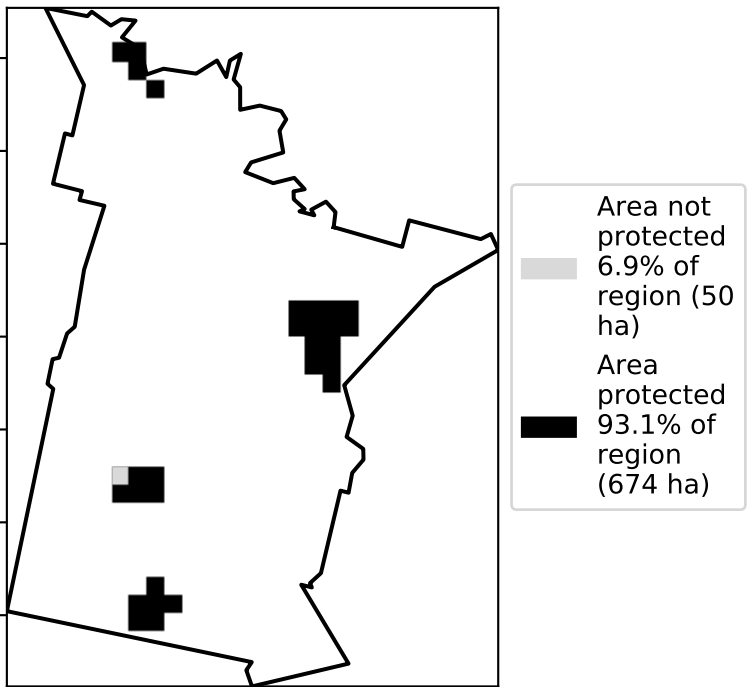 Area not
protected
6.9% of
region (50
ha)
Area
protected
93.1% of
region
(674 ha)